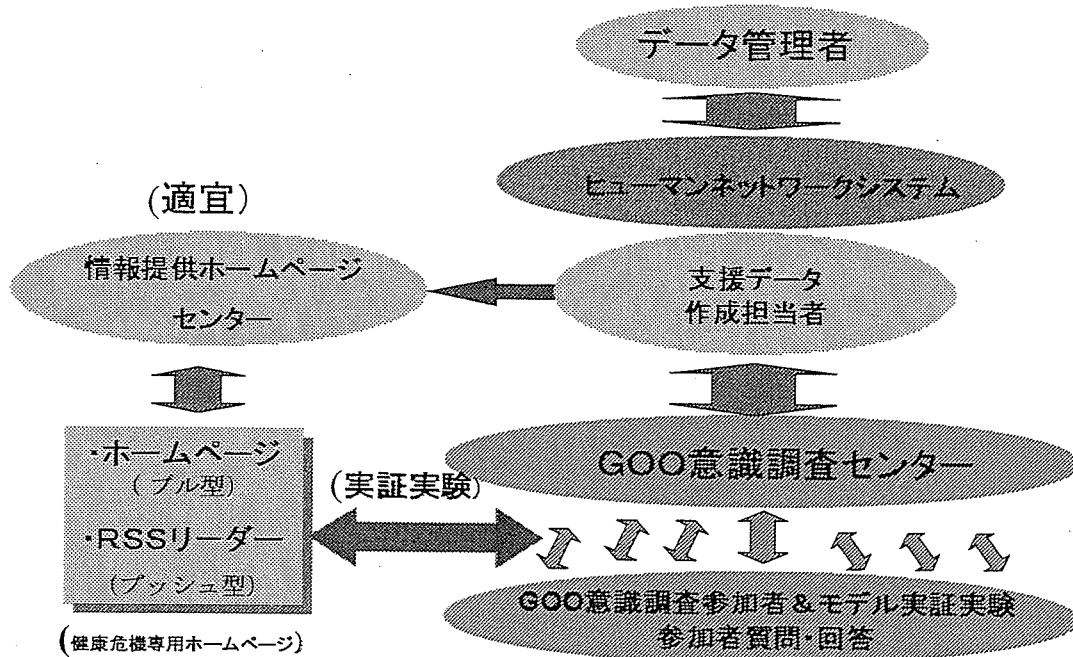 データ管理者
ヒューマンネットワークシステム
(適宜)
情報提供ホームページ
センター
支援データ
作成担当者
・ホームページ
(プル型)
・RSSリーダー
(プッシュ型)
(健康危機専用ホームページ)
(実証実験)
GOO意識調査センター
GOO意識調査参加者&モデル実証実験
参加者質問・回答